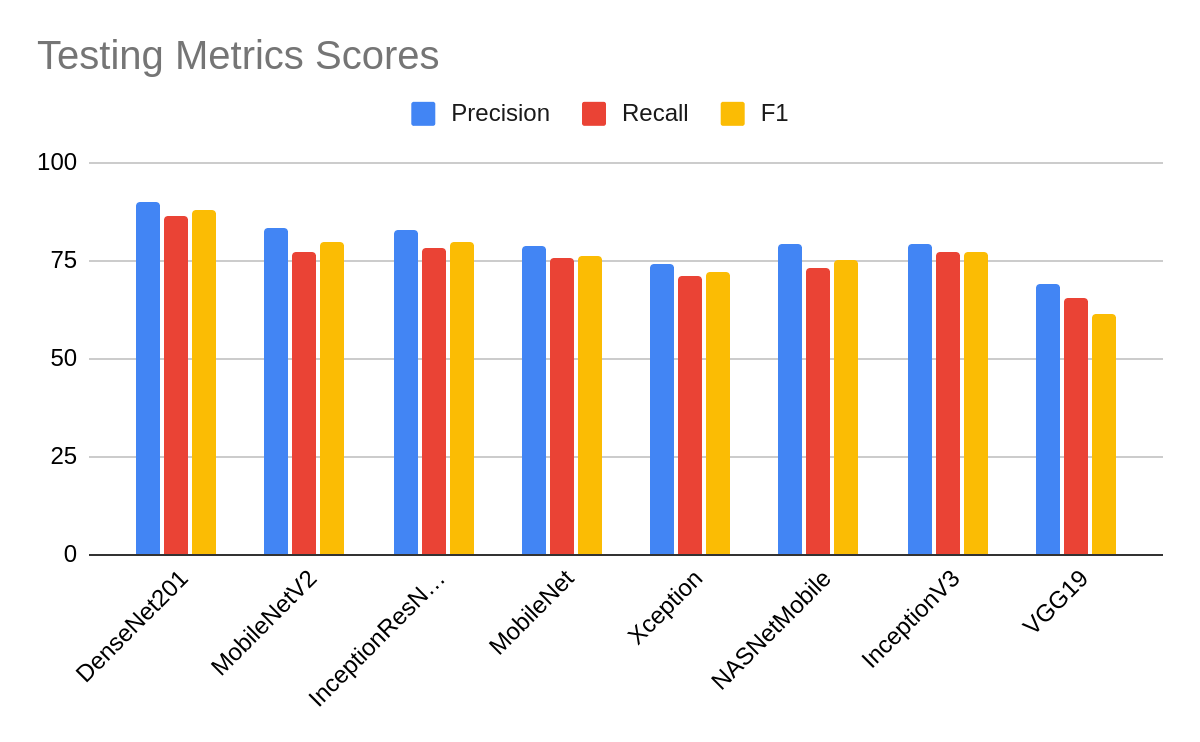 Testing Metrics Scores
Precision Recall F1
100
75
50
25
0
DenseNet201
MobileNetV2
InceptionResN…
MobileNet
Xception
NASNetMobile
InceptionV3
VGG19